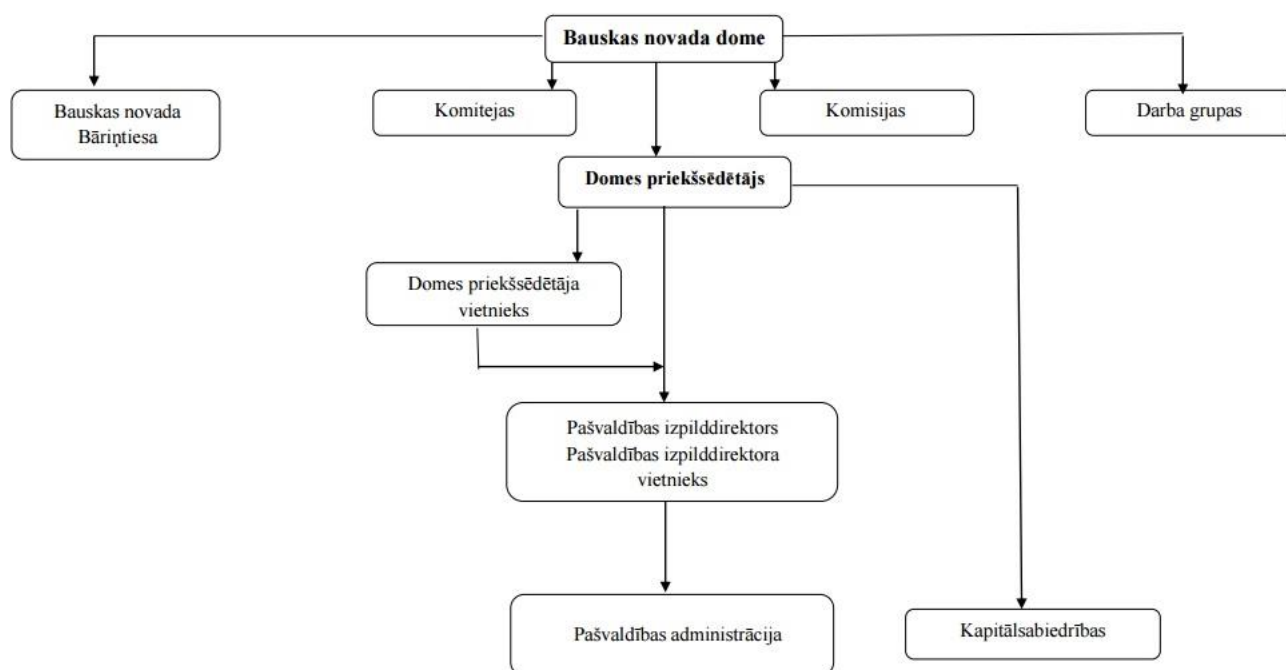 Bauskas novada dome
Bauskas novada
Bāriņtiesa
Komitejas
Komisijas
Darba grupas
Domes priekšsēdētājs
Domes priekšsēdētāja
vietnieks
Pašvaldības izpilddirektors
Pašvaldības izpilddirektora
vietnieks
Pašvaldības administrācija
Kapitālsabiedrības